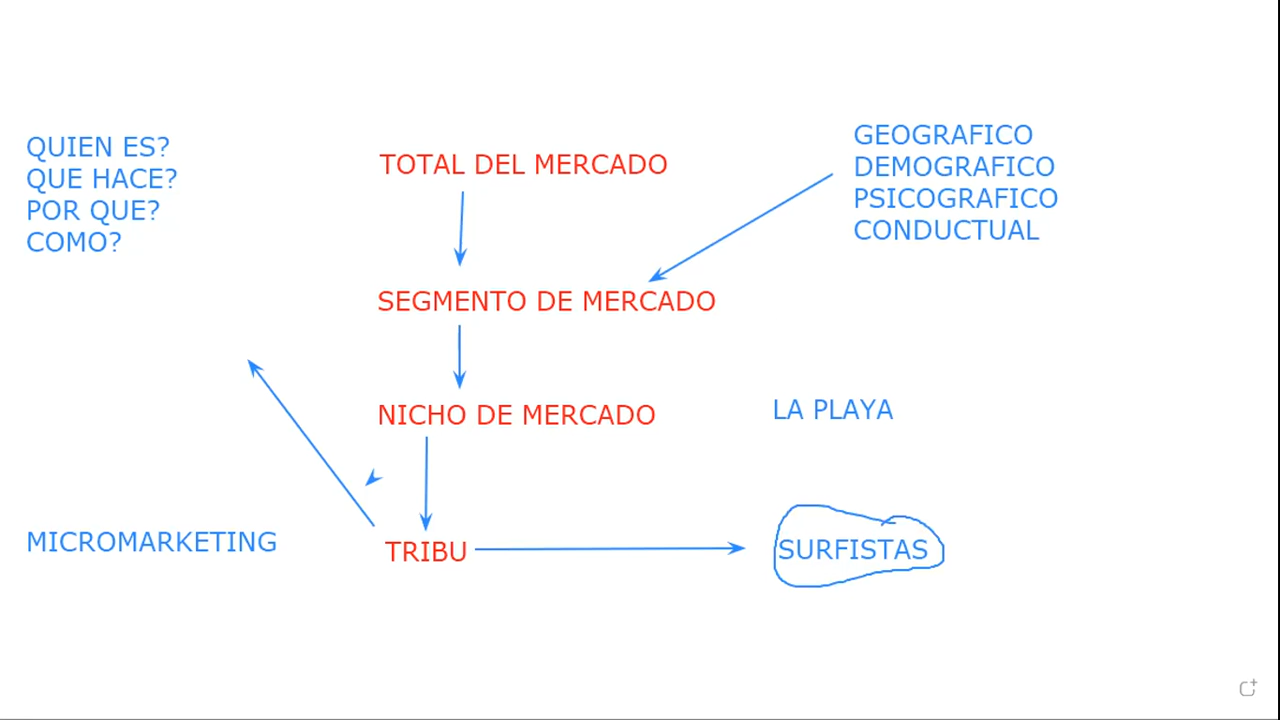 QUIEN ES?
QUE HACE?
POR QUE?
COMO?
TOTAL DEL MERCADO
GEOGRAFICO
DEMOGRAFICO
PSICOGRAFICO
CONDUCTUAL
SEGMENTO DE MERCADO
NICHO DE MERCADO
LA PLAYA
MICROMARKETING
TRIBU
SURFISTAS